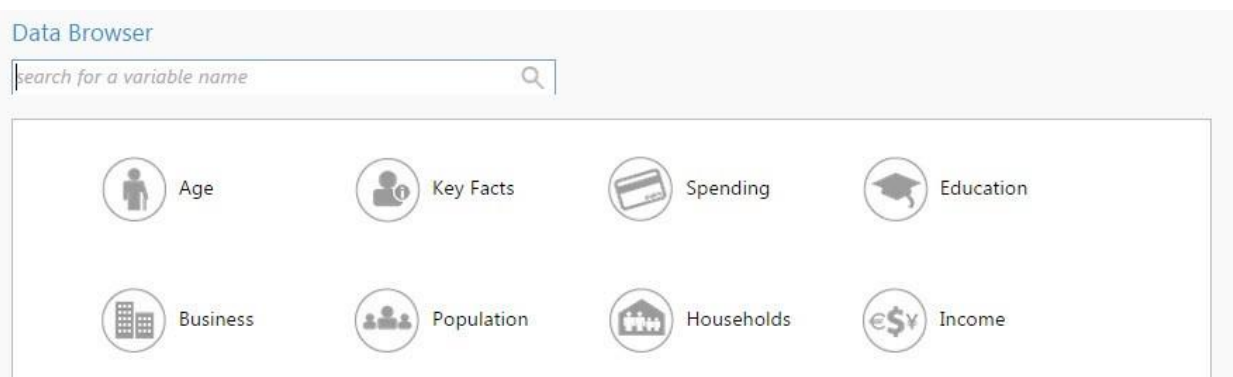 Data Browser
search for a variable name
Age Key Facts Spending Education
Business Population Households Income